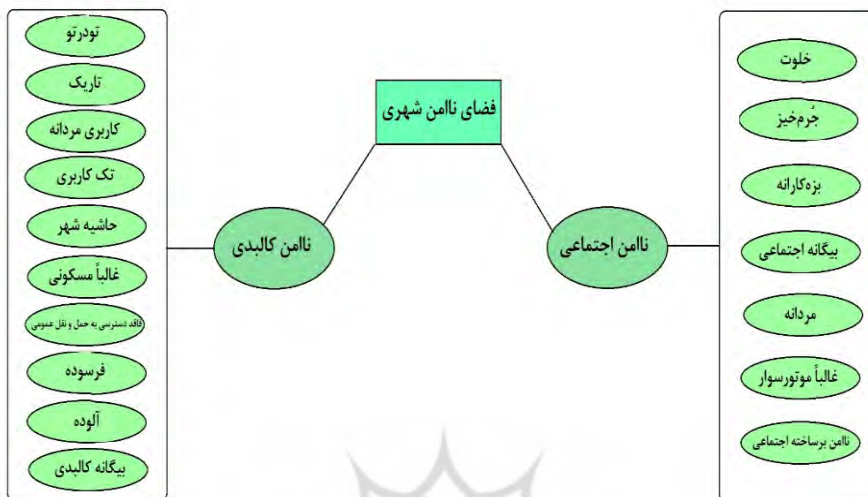 فضای ناامن شهری
ناامن اجتماعی
خلوت
جُرم‌خیز
بزه‌کارانه
بیگانه اجتماعی
مردانه
غالباً موتورسوار
ناامن برساخته اجتماعی
ناامن کالبدی
تودرتو
تاریک
کاربری مردانه
تک کاربری
حاشیه شهر
غالباً مسکونی
فاقد دسترسی به حمل و نقل عمومی
فرسوده
آلوده
بیگانه کالبدی